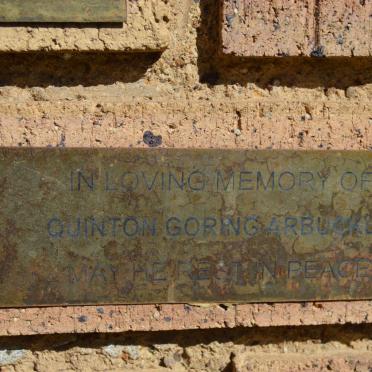 IN LOVING MEMORY OF
QUINTON GORING ARBUCKL
MAY HE REST IN PEACE